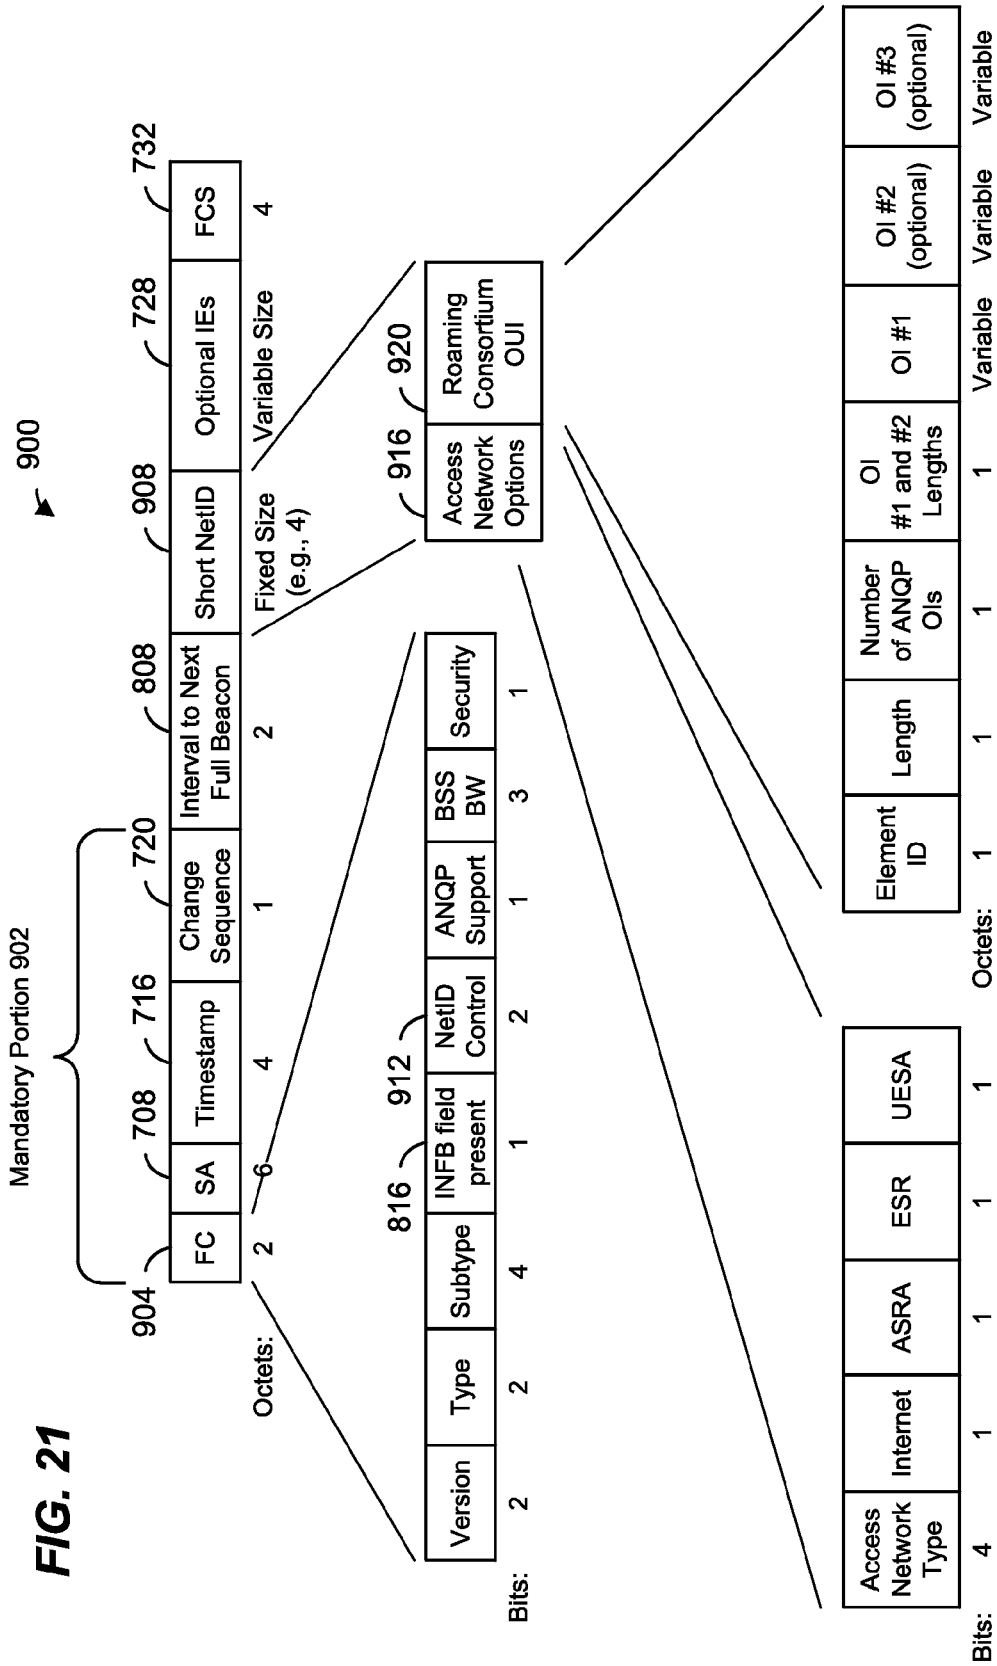 FIG. 21
900
Mandatory Portion 902
904
708
716
720
808
908
728
732
FC
SA
Timestamp
Change
Sequence
Interval to Next
Full Beacon
Short NetID
Optional IEs
FCS
Octets:
2
6
4
1
2
Fixed Size
(e.g., 4)
Variable Size
4
816
912
916
920
Version
Type
Subtype
INFB field
present
NetID
Control
ANQP
Support
BSS
BW
Security
Access
Network
Options
Roaming
Consortium
OUI
Bits:
2
2
4
1
2
1
3
1
Access
Network
Type
Internet
ASRA
ESR
UESA
Bits:
4
1
1
1
1
Element
ID
Length
Number
of ANQP
OIs
OI
#1 and #2
Lengths
OI #1
OI #2
(optional)
OI #3
(optional)
Octets:
1
1
1
1
Variable
Variable
Variable